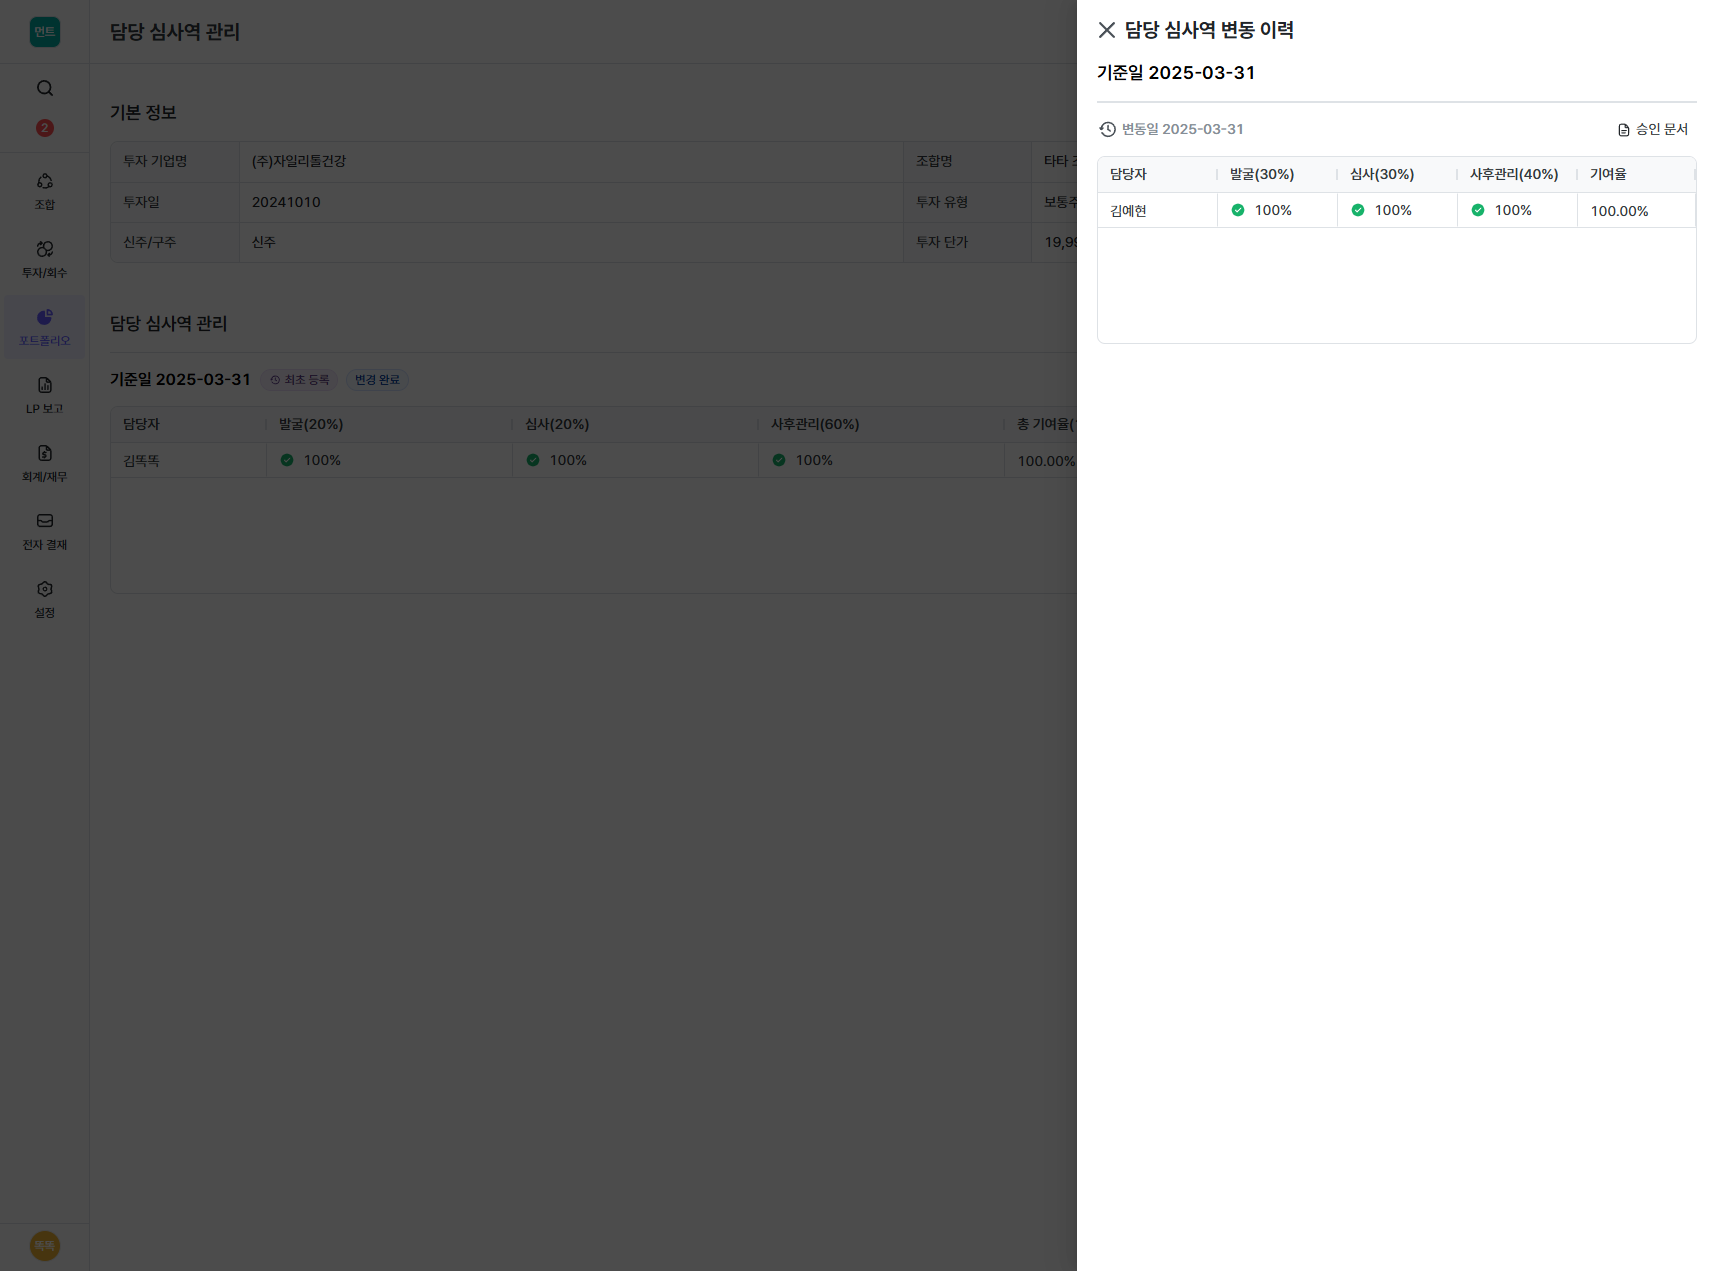 먼트
2
조합
투자/회수
포트폴리오
LP 보고
회계/재무
전자 결재
설정
똑똑
담당 심사역 관리
기본 정보
투자 기업명 (주)자일리톨건강 조합명 타타
투자일 20241010 투자 유형 보통주
신주/구주 신주 투자 단가 19,99
담당 심사역 관리
기준일 2025-03-31 최초 등록 변경 완료
담당자 발굴(20%) 심사(20%) 사후관리(60%) 총 기여율(
김똑똑 100% 100% 100% 100.00%
담당 심사역 변동 이력
기준일 2025-03-31
변동일 2025-03-31 승인 문서
담당자 발굴(30%) 심사(30%) 사후관리(40%) 기여율
김예현 100% 100% 100% 100.00%